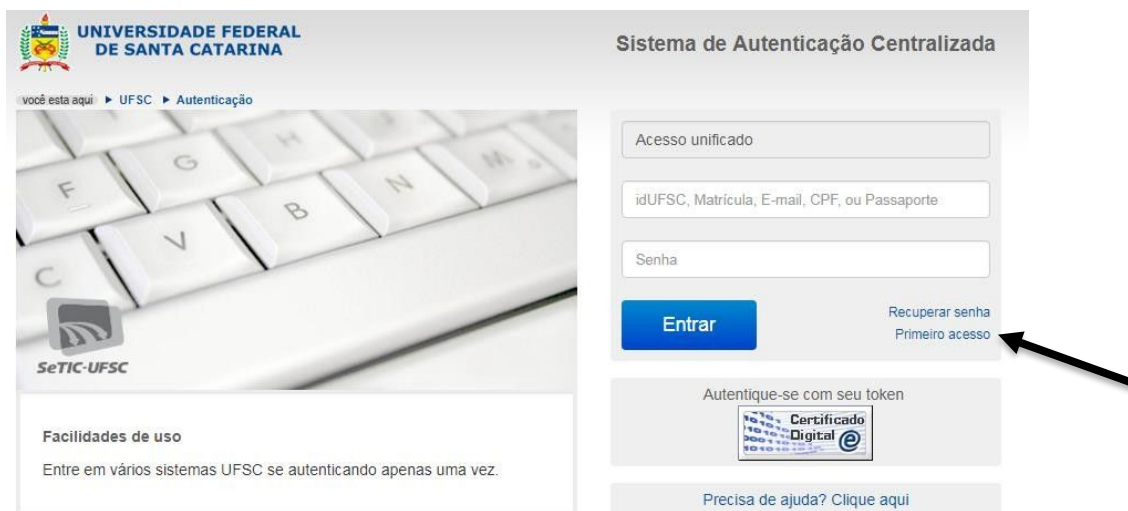 UNIVERSIDADE FEDERAL
DE SANTA CATARINA
Sistema de Autenticação Centralizada
você esta aqui ▶ UFSC ▶ Autenticação
F G H M
C V B N
SeTIC-UFSC
Facilidades de uso
Entre em vários sistemas UFSC se autenticando apenas uma vez.
Acesso unificado
idUFSC, Matrícula, E-mail, CPF, ou Passaporte
Senha
Entrar
Recuperar senha
Primeiro acesso
Autentique-se com seu token
Certificado
Digital
Precisa de ajuda? Clique aqui